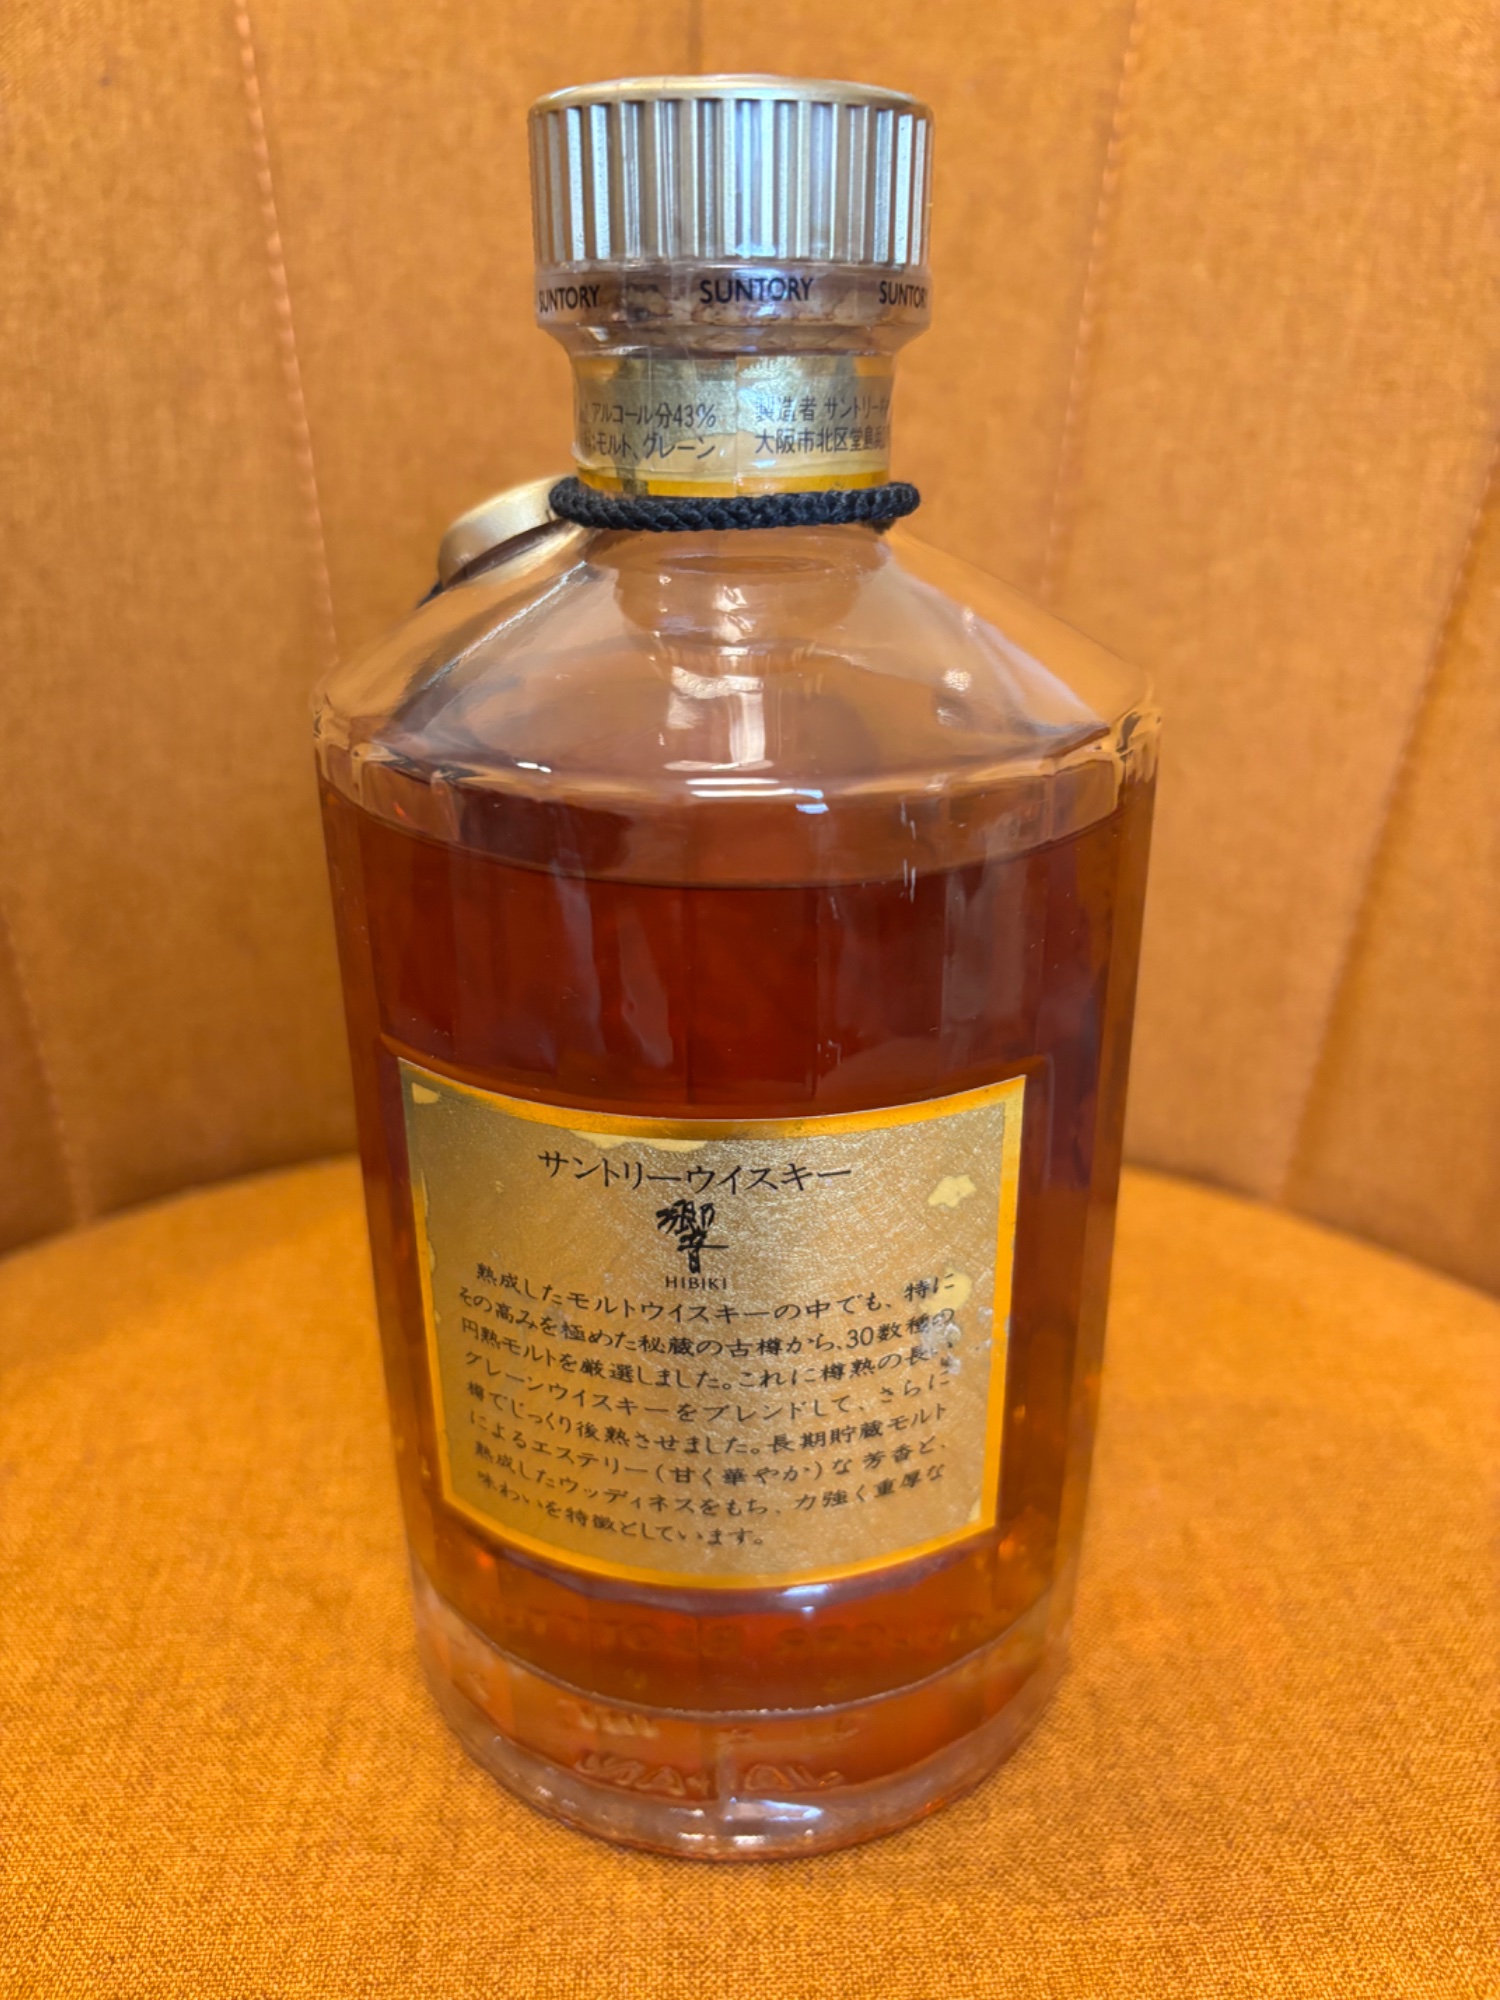 SUNTORY SUNTORY SUNTORY
アルコール分43% 製造者 サントリー
モルト、グレーン 大阪市北区堂島
サントリーウイスキー
響
HIBIKI
熟成したモルトウイスキーの中でも、特に
その高みを極めた秘蔵の古樽から、30数種の
円熟モルトを厳選しました。これに樽熟の長い
グレーンウイスキーをブレンドして、さらに
樽でじっくり後熟させました。長期貯蔵モルト
によるエステリー(甘く華やか)な芳香と、
熟成したウッディネスをもち、力強く重厚な
味わいを特徴としています。